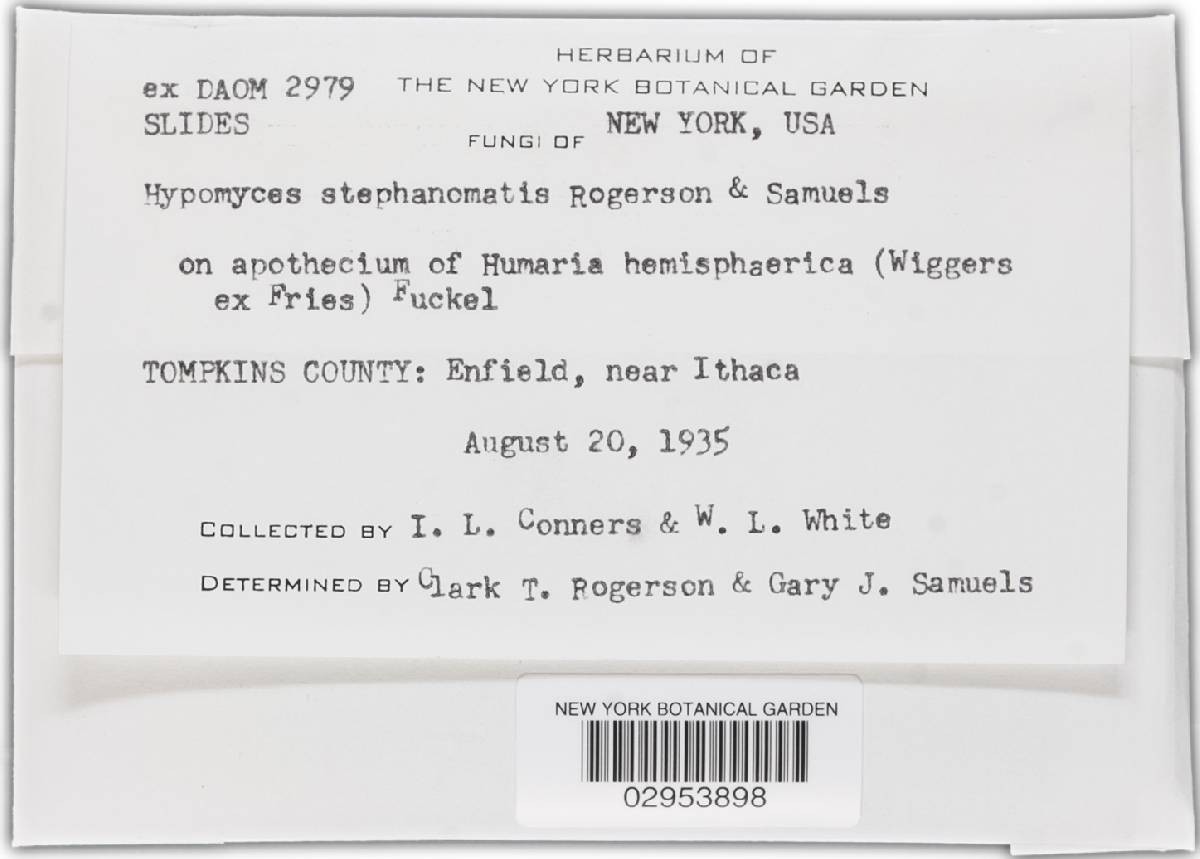 HERBARIUM OF
ex DAOM 2979 THE NEW YORK BOTANICAL GARDEN
SLIDES FUNGI OF NEW YORK, USA
Hypomyces stephanomatis Rogerson & Samuels
on apothecium of Humaria hemisphaerica (Wiggers
ex Fries) Fuckel
TOMPKINS COUNTY: Enfield, near Ithaca
August 20, 1935
COLLECTED BY I. L. Conners & W. L. White
DETERMINED BY Clark T. Rogerson & Gary J. Samuels
NEW YORK BOTANICAL GARDEN
02953898